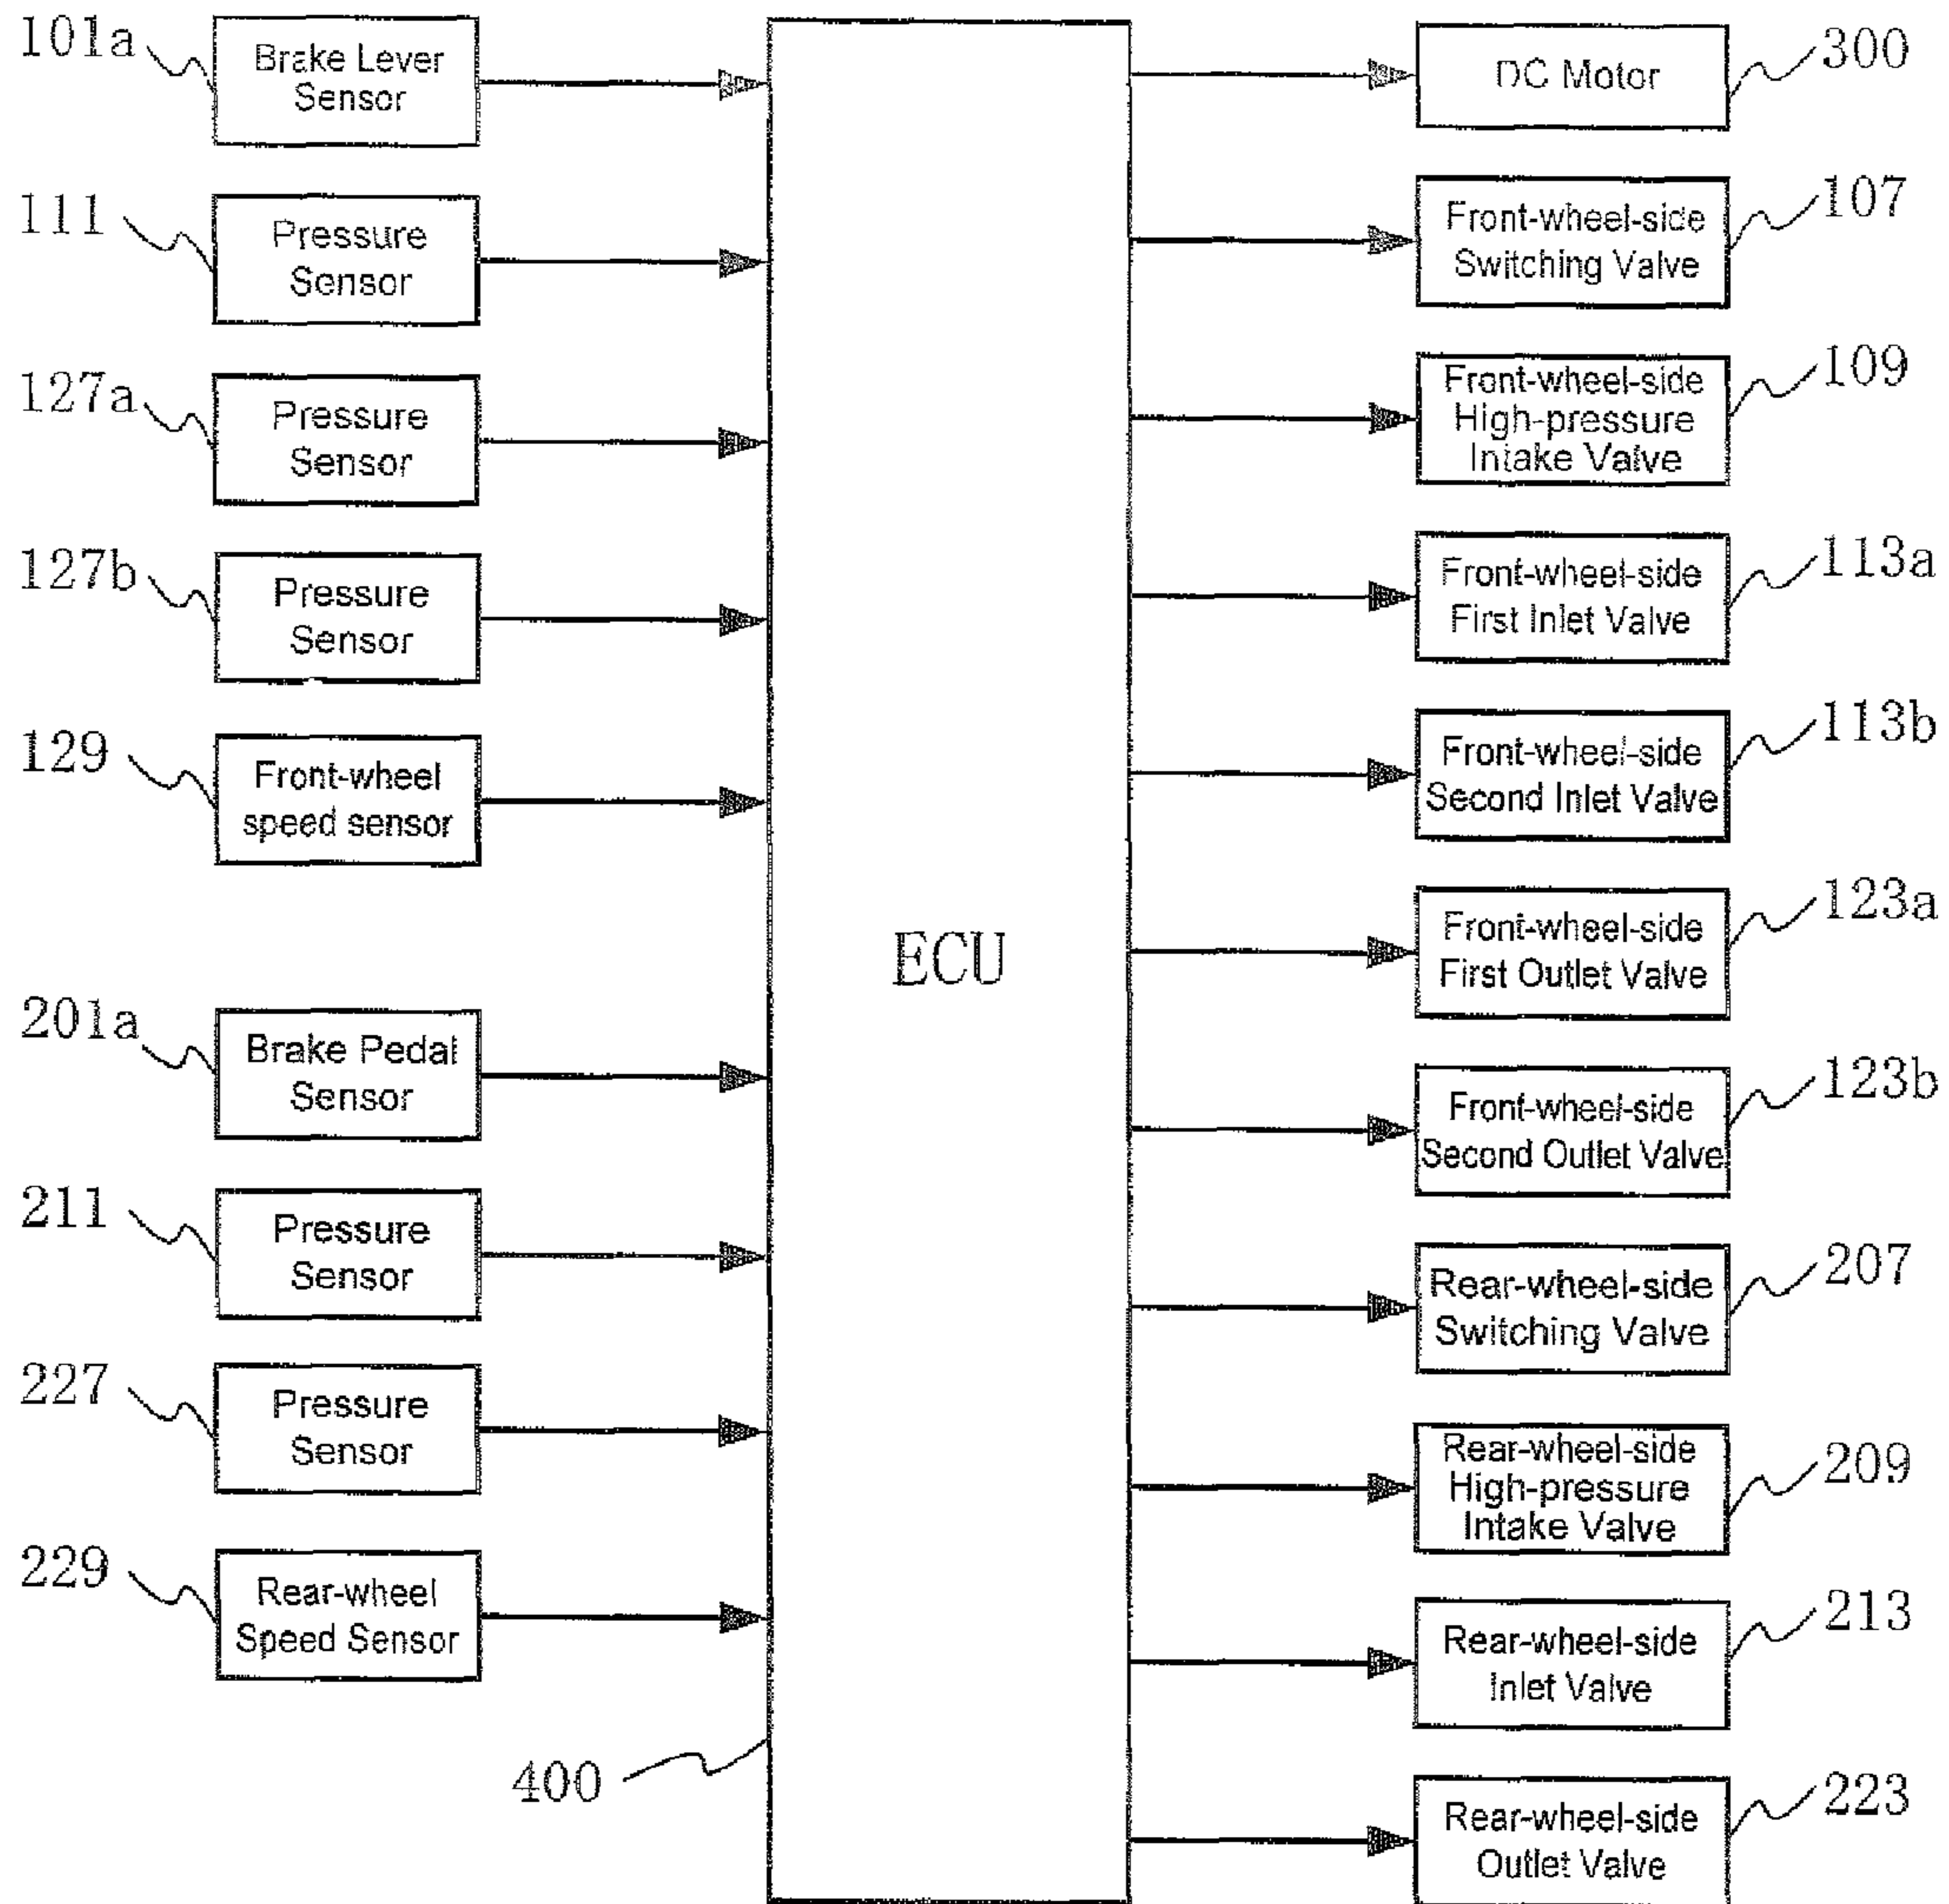 101a
Brake Lever
Sensor
111
Pressure
Sensor
127a
Pressure
Sensor
127b
Pressure
Sensor
129
Front-wheel
speed sensor
201a
Brake Pedal
Sensor
211
Pressure
Sensor
227
Pressure
Sensor
229
Rear-wheel
Speed Sensor
ECU
400
DC Motor
300
Front-wheel-side
Switching Valve
107
Front-wheel-side
High-pressure
Intake Valve
109
Front-wheel-side
First Inlet Valve
113a
Front-wheel-side
Second Inlet Valve
113b
Front-wheel-side
First Outlet Valve
123a
Front-wheel-side
Second Outlet Valve
123b
Rear-wheel-side
Switching Valve
207
Rear-wheel-side
High-pressure
Intake Valve
209
Rear-wheel-side
Inlet Valve
213
Rear-wheel-side
Outlet Valve
223